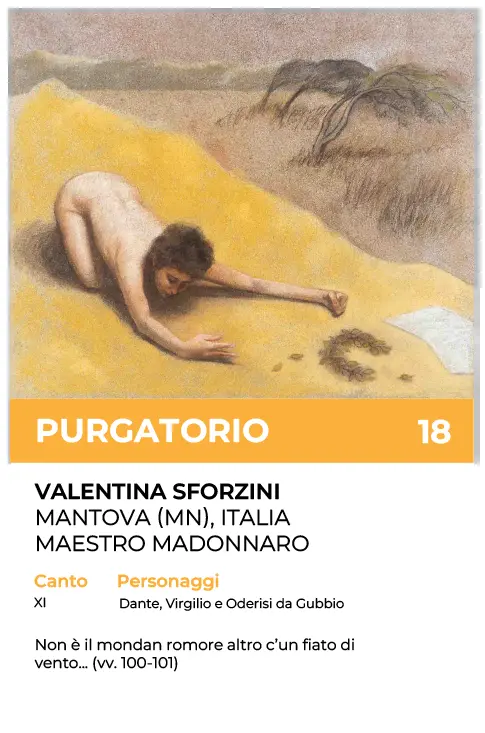 PURGATORIO 18
VALENTINA SFORZINI
MANTOVA (MN), ITALIA
MAESTRO MADONNARO
Canto Personaggi
XI Dante, Virgilio e Oderisi da Gubbio
Non è il mondan romore altro c’un fiato di
vento... (vv. 100-101)